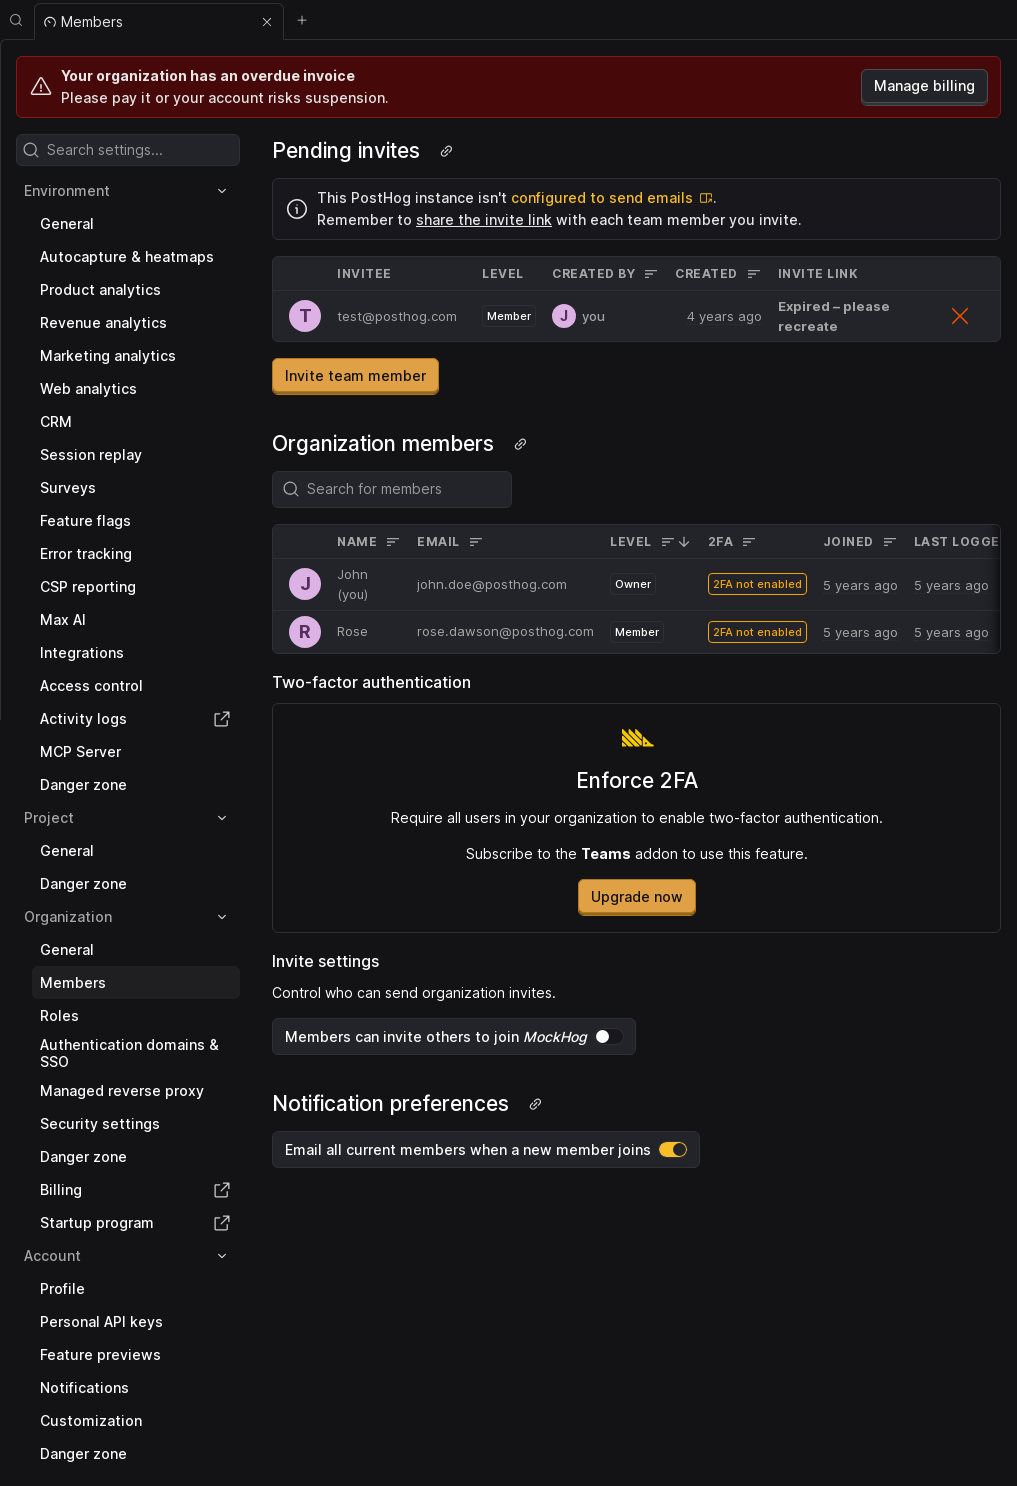 Members
Your organization has an overdue invoice
Please pay it or your account risks suspension.
Manage billing
Search settings...
Environment
General
Autocapture & heatmaps
Product analytics
Revenue analytics
Marketing analytics
Web analytics
CRM
Session replay
Surveys
Feature flags
Error tracking
CSP reporting
Max AI
Integrations
Access control
Activity logs
MCP Server
Danger zone
Project
General
Danger zone
Organization
General
Members
Roles
Authentication domains &
SSO
Managed reverse proxy
Security settings
Danger zone
Billing
Startup program
Account
Profile
Personal API keys
Feature previews
Notifications
Customization
Danger zone
Pending invites
This PostHog instance isn't configured to send emails.
Remember to share the invite link with each team member you invite.
INVITEE LEVEL CREATED BY CREATED INVITE LINK
T test@posthog.com Member J you 4 years ago Expired – please
recreate
Invite team member
Organization members
Search for members
NAME EMAIL LEVEL 2FA JOINED LAST LOGGE
J John
(you) john.doe@posthog.com Owner 2FA not enabled 5 years ago 5 years ago
R Rose rose.dawson@posthog.com Member 2FA not enabled 5 years ago 5 years ago
Two-factor authentication
Enforce 2FA
Require all users in your organization to enable two-factor authentication.
Subscribe to the Teams addon to use this feature.
Upgrade now
Invite settings
Control who can send organization invites.
Members can invite others to join MockHog
Notification preferences
Email all current members when a new member joins